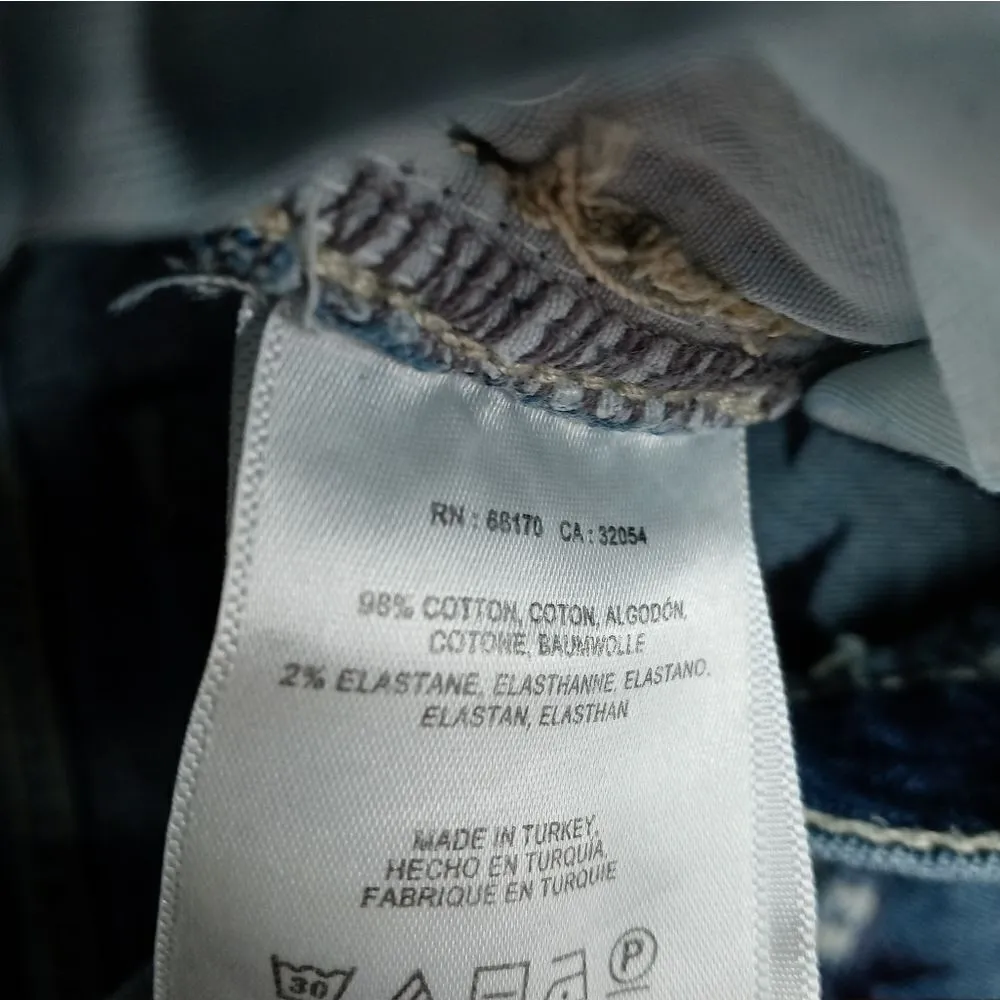 RN : 66170 CA : 32054
98% COTTON, COTON, ALGODÓN,
COTONE, BAUMWOLLE
2% ELASTANE, ELASTHANNE, ELASTANO,
ELASTAN, ELASTHAN
MADE IN TURKEY,
HECHO EN TURQUÍA,
FABRIQUÉ EN TURQUIE
30 P